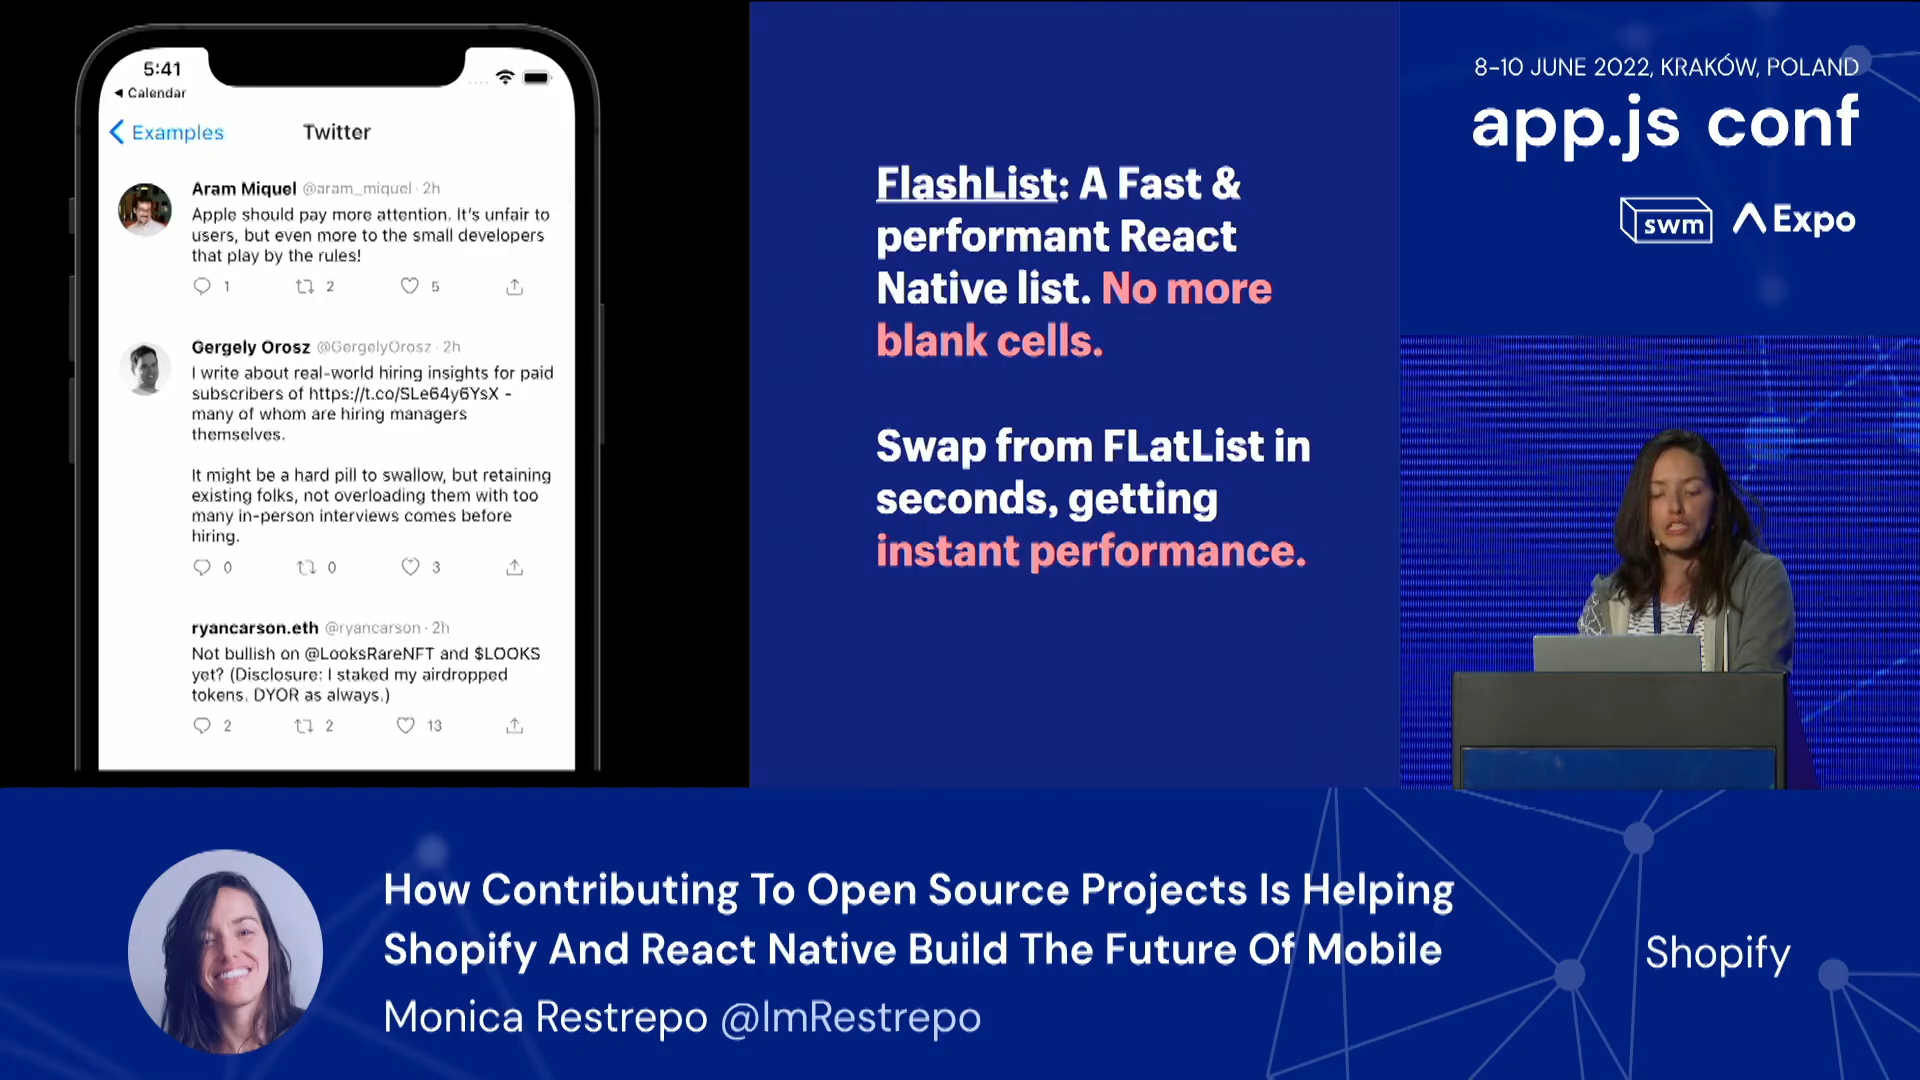 5:41
Calendar
Examples
Twitter
Aram Miquel @aram_miquel · 2h
Apple should pay more attention. It's unfair to
users, but even more to the small developers
that play by the rules!
1 2 5
Gergely Orosz @GergelyOrosz · 2h
I write about real-world hiring insights for paid
subscribers of https://t.co/SLe64y6YsX -
many of whom are hiring managers
themselves.
It might be a hard pill to swallow, but retaining
existing folks, not overloading them with too
many in-person interviews comes before
hiring.
0 0 3
ryancarson.eth @ryancarson · 2h
Not bullish on @LooksRareNFT and $LOOKS
yet? (Disclosure: I staked my airdropped
tokens. DYOR as always.)
2 2 13
FlashList: A Fast &
performant React
Native list. No more
blank cells.
Swap from FLatList in
seconds, getting
instant performance.
8-10 JUNE 2022, KRAKÓW, POLAND
app.js conf
swm Expo
How Contributing To Open Source Projects Is Helping
Shopify And React Native Build The Future Of Mobile
Monica Restrepo @ImRestrepo
Shopify